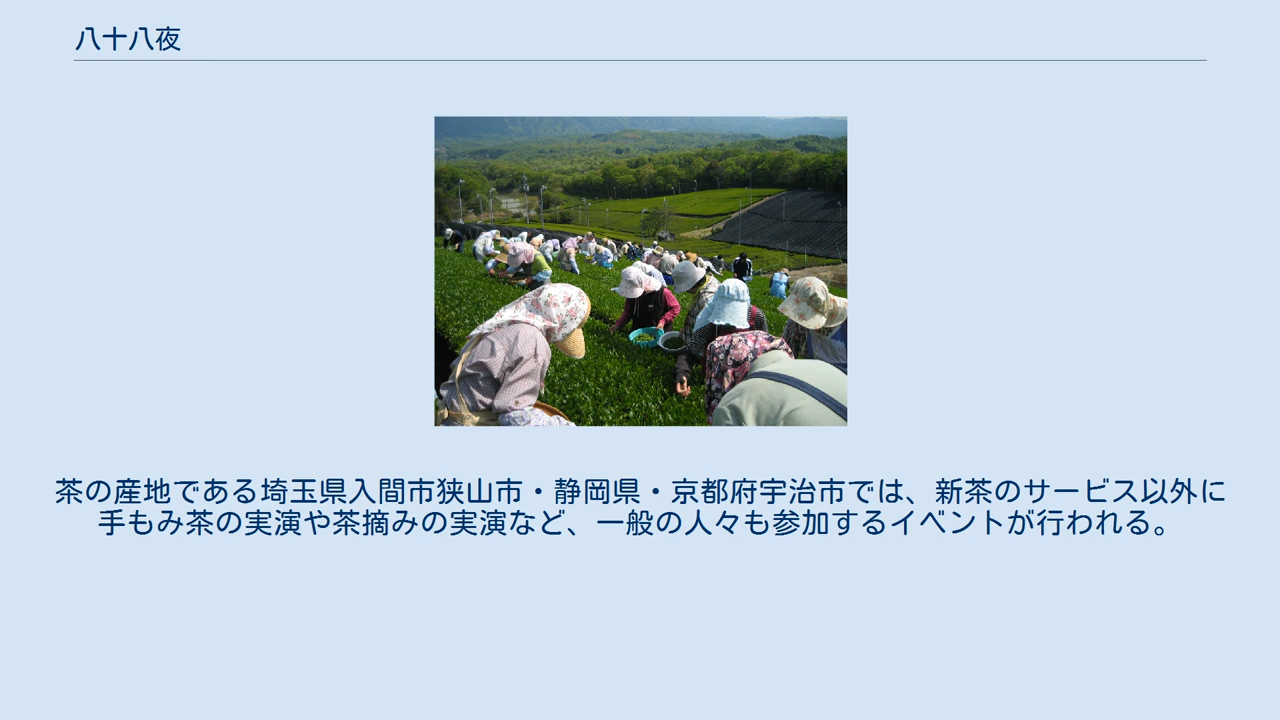 八十八夜
茶の産地である埼玉県入間市狭山市・静岡県・京都府宇治市では、新茶のサービス以外に
手もみ茶の実演や茶摘みの実演など、一般の人々も参加するイベントが行われる。